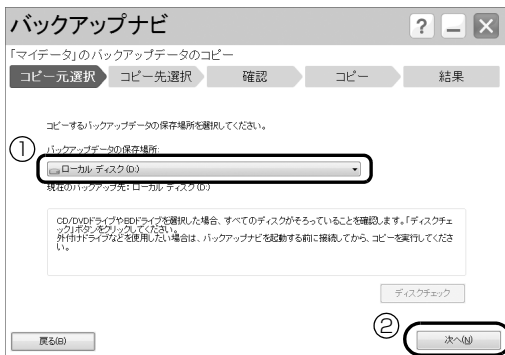 バックアップナビ
?
「マイデータ」のバックアップデータのコピー
コピー元選択 コピー先選択 確認 コピー 結果
コピーするバックアップデータの保存場所を選択してください。
①
バックアップデータの保存場所:
ローカル ディスク (D:)
現在のバックアップ先: ローカル ディスク (D:)
CD/DVDドライブやBDドライブを選択した場合、すべてのディスクがそろっていることを確認します。「ディスクチェ
ック」ボタンをクリックしてください。
外付けドライブなどを使用したい場合は、バックアップナビを起動する前に接続してから、コピーを実行してくださ
い。
ディスクチェック
②
戻る(B) 次へ(N)